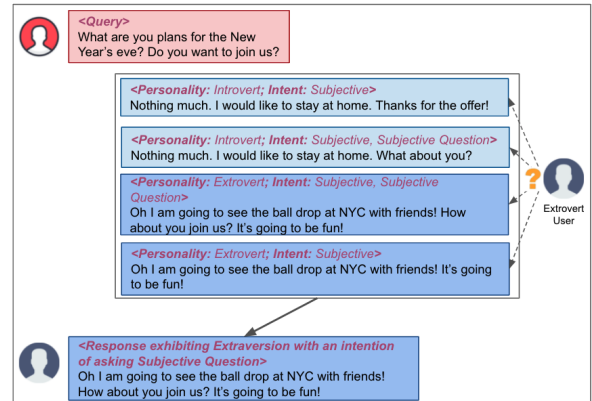 <Query>
What are you plans for the New
Year's eve? Do you want to join us?
<Personality: Introvert; Intent: Subjective>
Nothing much. I would like to stay at home. Thanks for the offer!
<Personality: Introvert; Intent: Subjective, Subjective Question>
Nothing much. I would like to stay at home. What about you?
<Personality: Extrovert; Intent: Subjective, Subjective
Question>
Oh I am going to see the ball drop at NYC with friends! How
about you join us? It's going to be fun!
<Personality: Extrovert; Intent: Subjective>
Oh I am going to see the ball drop at NYC with friends! It's going
to be fun!
?
Extrovert
User
<Response exhibiting Extraversion with an intention
of asking Subjective Question>
Oh I am going to see the ball drop at NYC with friends!
How about you join us? It's going to be fun!